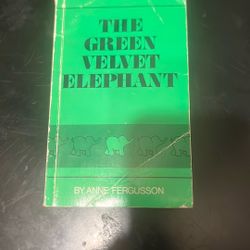 THE
GREEN
VELVET
ELEPHANT
BY ANNE FERGUSSON